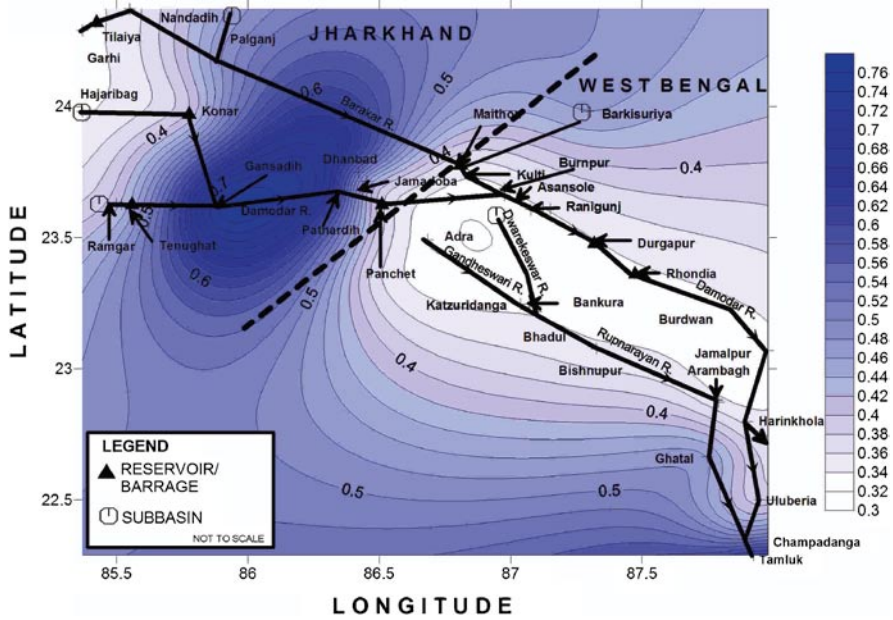 Nandadih
Tilaiya
Palganj
JHARKHAND
Garhi
0.5
WEST BENGAL
0.6
Hajaribag
24
Konar
Barakar R.
Maithon
Barkisuriya
0.4
0.4
0.4
Gansadih
Dhanbad
Kulti
Burnpur
0.7
Jamadoba
Asansole
0.5
Damodar R.
Ranigunj
23.5
Ramgar
Tenughat
Pathardih
Adra
Dwarekeswar R.
Durgapur
Panchet
Gandheswari R.
Rhondia
0.6
0.5
Damodar R.
Katzuridanga
Bankura
Burdwan
Bhadul
Rupnarayan R.
23
0.4
Bishnupur
Jamalpur
Arambagh
0.4
Harinkhola
LEGEND
RESERVOIR/
BARRAGE
SUBBASIN
NOT TO SCALE
Ghatal
22.5
0.5
0.5
Uluberia
Champadanga
Tamluk
85.5
86
86.5
87
87.5
LONGITUDE
LATITUDE
0.76
0.74
0.72
0.7
0.68
0.66
0.64
0.62
0.6
0.58
0.56
0.54
0.52
0.5
0.48
0.46
0.44
0.42
0.4
0.38
0.36
0.34
0.32
0.3